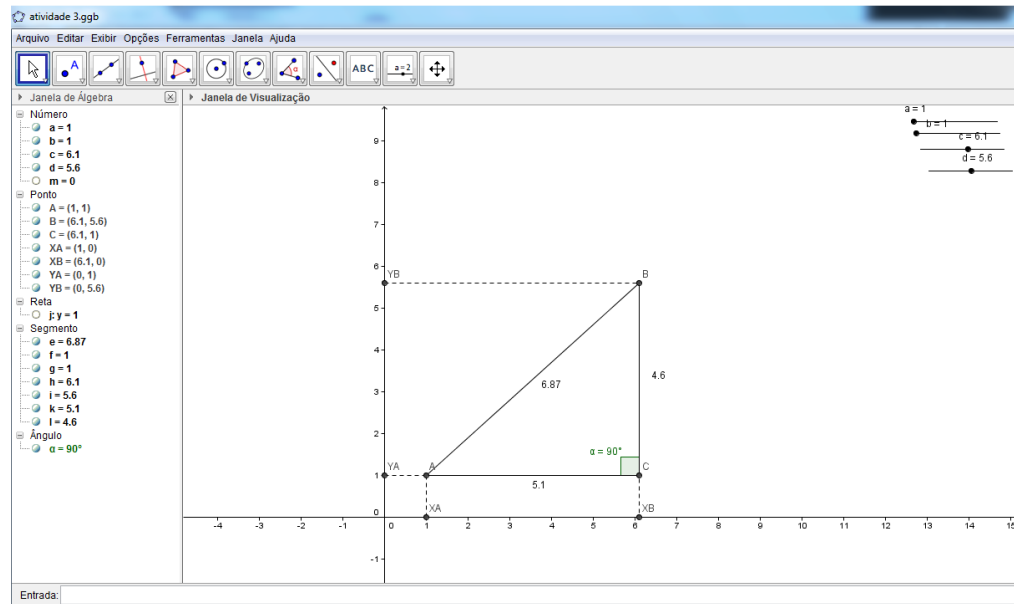 atividade 3.ggb
Arquivo Editar Exibir Opções Ferramentas Janela Ajuda
A α ABC a=2
Janela de Álgebra
Janela de Visualização
Número
a = 1
b = 1
c = 6.1
d = 5.6
m = 0
Ponto
A = (1, 1)
B = (6.1, 5.6)
C = (6.1, 1)
XA = (1, 0)
XB = (6.1, 0)
YA = (0, 1)
YB = (0, 5.6)
Reta
j: y = 1
Segmento
e = 6.87
f = 1
g = 1
h = 6.1
i = 5.6
k = 5.1
l = 4.6
Ângulo
α = 90°
a = 1
b = 1
c = 6.1
d = 5.6
9
8
7
6
YB B
5
4
6.87 4.6
3
2
α = 90°
YA A C
1
5.1
XA XB
0
-4 -3 -2 -1 0 1 2 3 4 5 6 7 8 9 10 11 12 13 14 15
-1
Entrada: